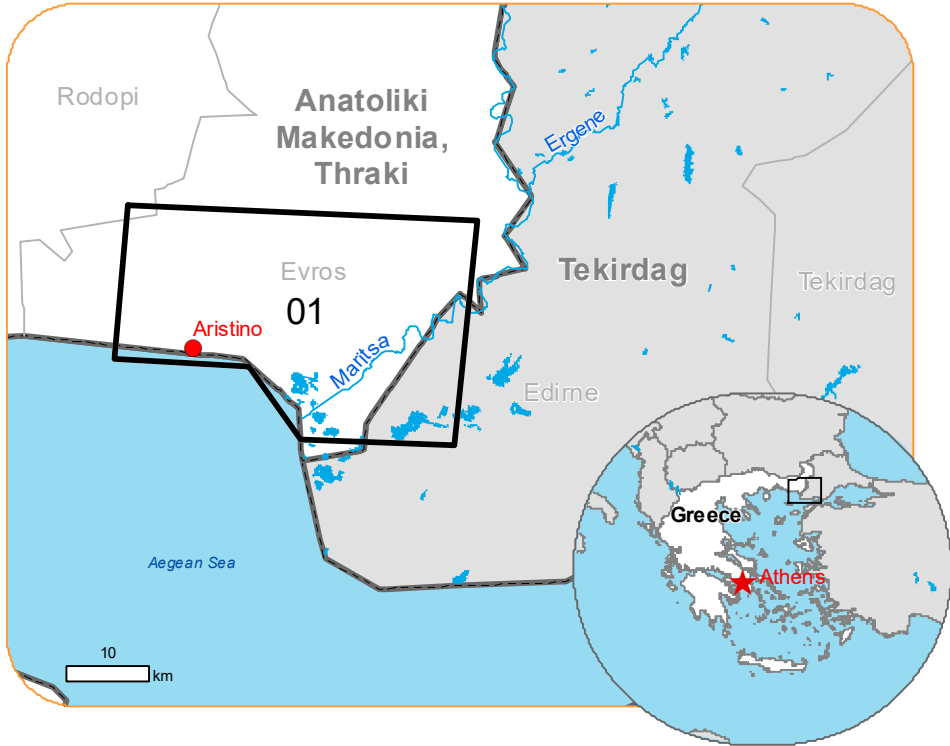 Rodopi
Anatoliki
Makedonia,
Thraki
Ergene
Evros
01
Tekirdag
Tekirdag
Aristino
Maritsa
Edirne
Greece
Athens
Aegean Sea
10
km